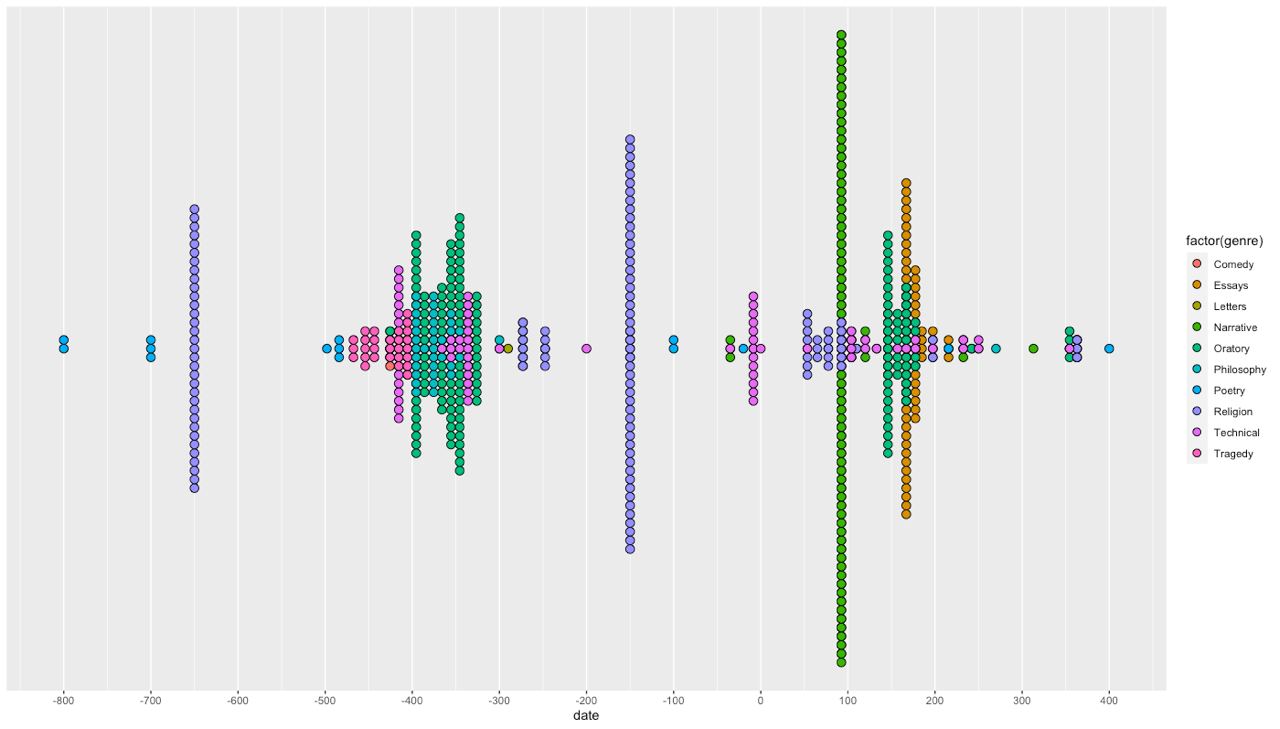 factor(genre)
Comedy
Essays
Letters
Narrative
Oratory
Philosophy
Poetry
Religion
Technical
Tragedy
-800 -700 -600 -500 -400 -300 -200 -100 0 100 200 300 400
date